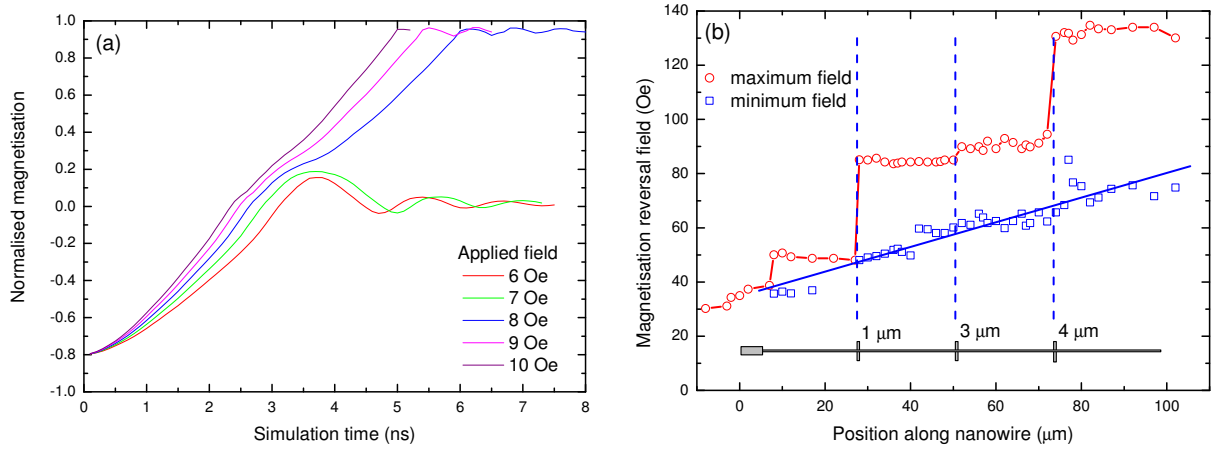 (a)
Normalised magnetisation
1.0
0.8
0.6
0.4
0.2
0.0
-0.2
-0.4
-0.6
-0.8
-1.0
Applied field
6 Oe
7 Oe
8 Oe
9 Oe
10 Oe
0 1 2 3 4 5 6 7 8
Simulation time (ns)
(b)
Magnetisation reversal field (Oe)
140
120
100
80
60
40
20
0
maximum field
minimum field
1 μm 3 μm 4 μm
0 20 40 60 80 100
Position along nanowire (μm)